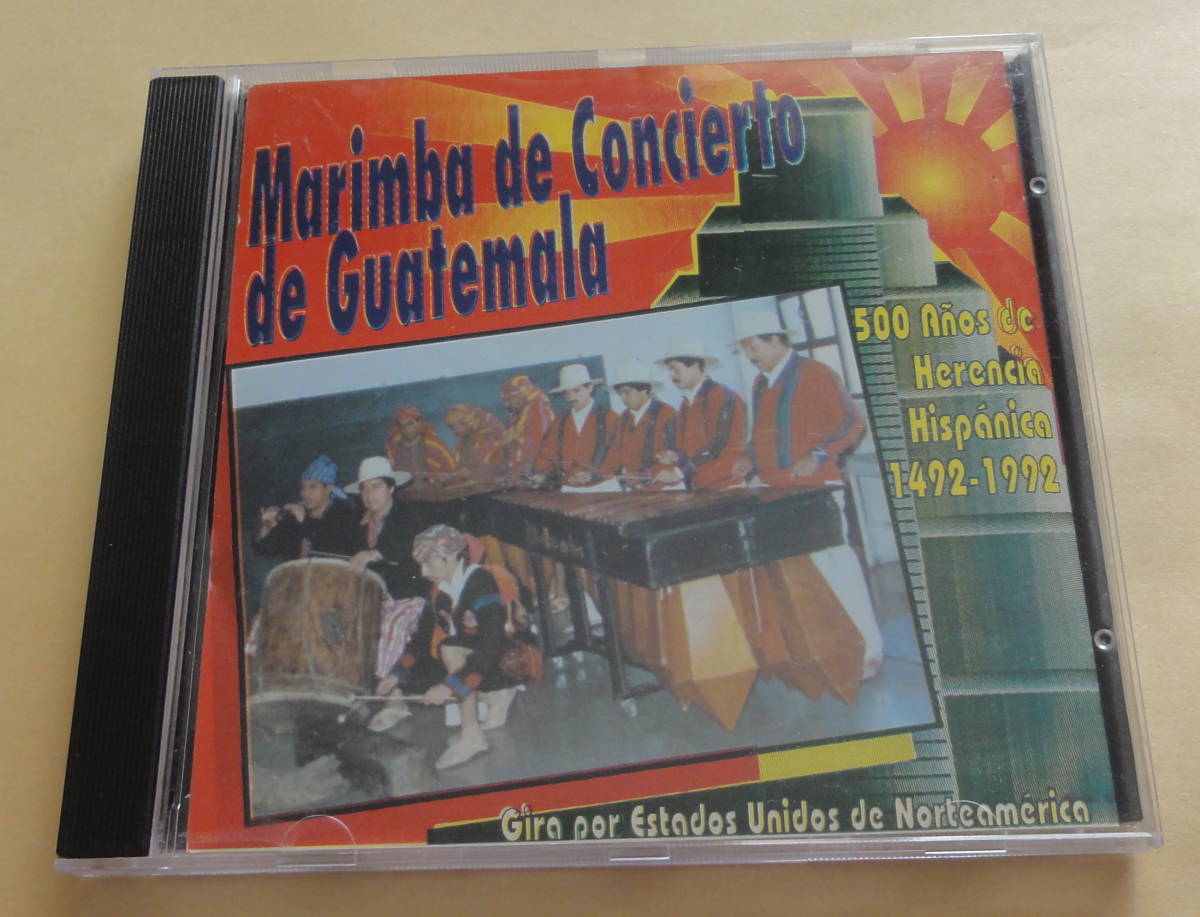 Marimba de Concierto
de Guatemala
500 Años de
Herencia
Hispánica
1492-1992
Gira por Estados Unidos de Norteamérica